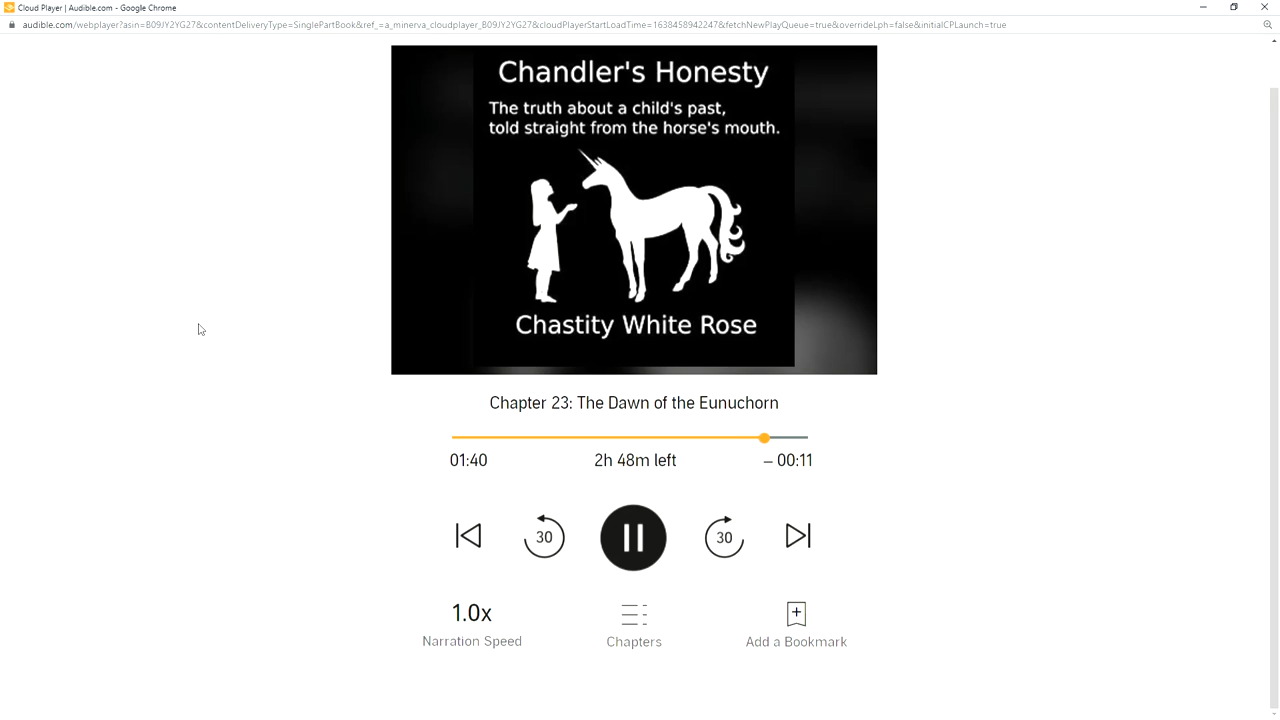 Cloud Player | Audible.com - Google Chrome
audible.com/webplayer?asin=B09JY2YG27&contentDeliveryType=SinglePartBook&ref_=a_minerva_cloudplayer_B09JY2YG27&cloudPlayerStartLoadTime=1638458942247&fetchNewPlayQueue=true&overrideLph=false&initialCPLaunch=true
Chandler's Honesty
The truth about a child's past,
told straight from the horse's mouth.
Chastity White Rose
Chapter 23: The Dawn of the Eunuchorn
01:40 2h 48m left – 00:11
30 30
1.0x
Narration Speed Chapters Add a Bookmark